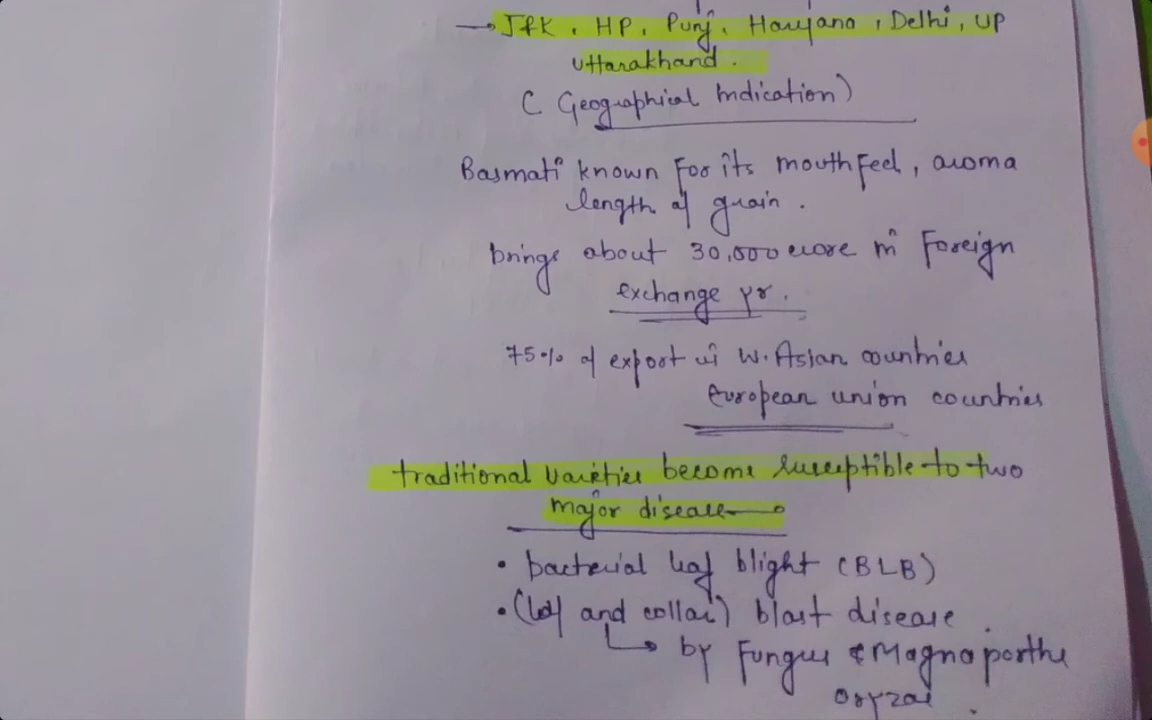 → J&K, HP, Punj, Haryana, Delhi, UP
Uttarakhand.
( Geographical Indication)
Basmati known for its mouthfeel, aroma
length of grain.
brings about 30,000 crore in foreign
exchange yr.
75% of export in W. Asian countries
European union countries
traditional varieties become susceptible to two
major disease
• bacterial leaf blight (BLB)
• (leaf and collar) blast disease.
↳ by Fungus Magnaporthe
oryzae.